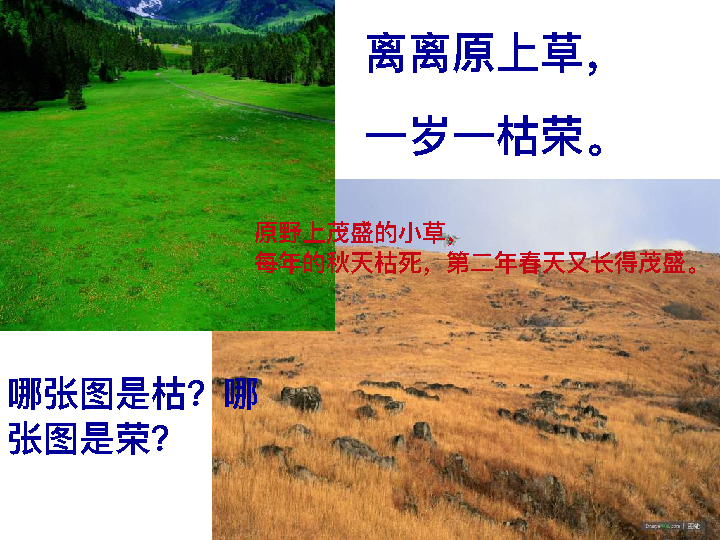 离离原上草，
一岁一枯荣。
原野上茂盛的小草
每年的秋天枯死，第二年春天又长得茂盛。
哪张图是枯？哪
张图是荣？